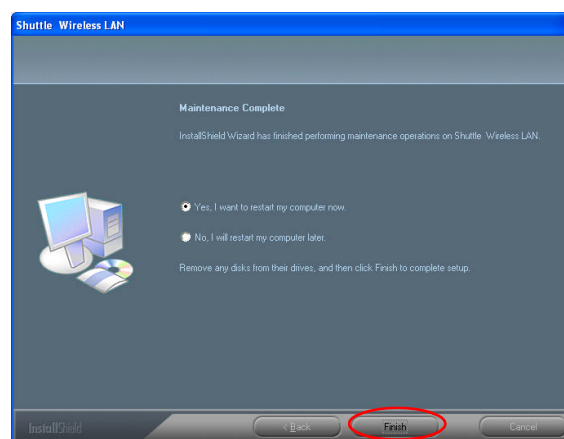 Shuttle Wireless LAN
Maintenance Complete
InstallShield Wizard has finished performing maintenance operations on Shuttle Wireless LAN.
Yes, I want to restart my computer now.
No, I will restart my computer later.
Remove any disks from their drives, and then click Finish to complete setup.
InstallShield
< Back
Finish
Cancel